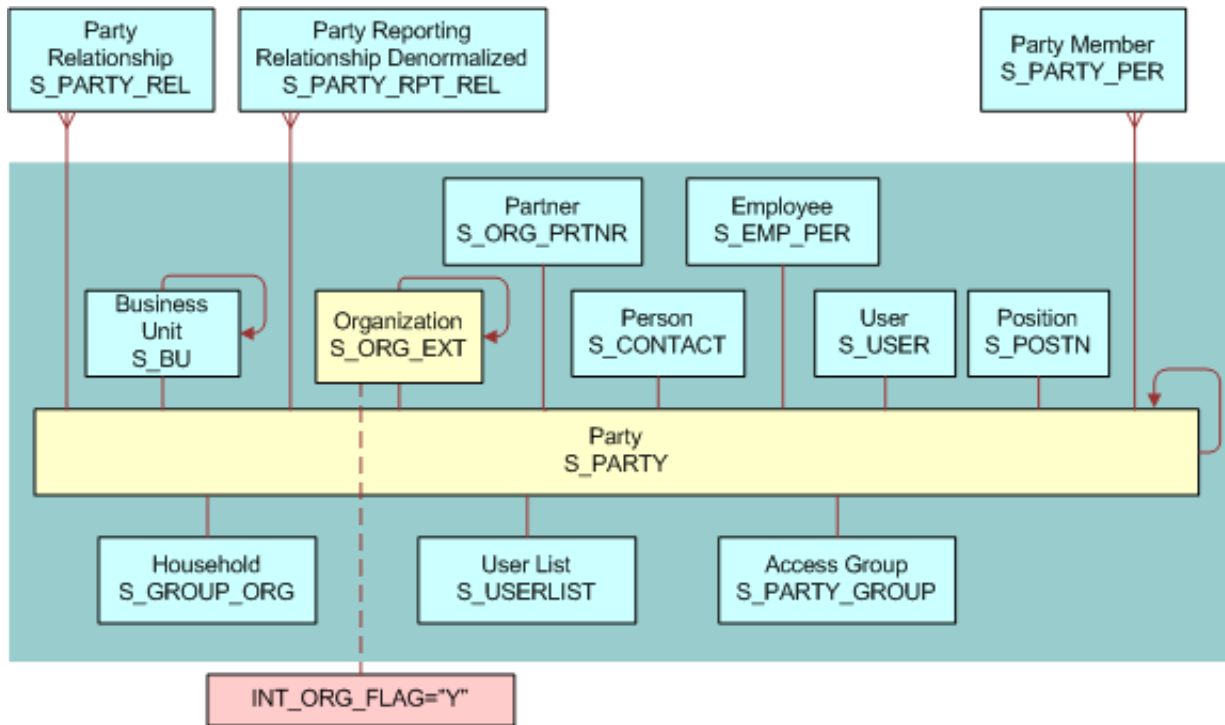 Party
Relationship
S_PARTY_REL
Party Reporting
Relationship Denormalized
S_PARTY_RPT_REL
Party Member
S_PARTY_PER
Partner
S_ORG_PRTNR
Employee
S_EMP_PER
Business
Unit
S_BU
Organization
S_ORG_EXT
Person
S_CONTACT
User
S_USER
Position
S_POSTN
Party
S_PARTY
Household
S_GROUP_ORG
User List
S_USERLIST
Access Group
S_PARTY_GROUP
INT_ORG_FLAG="Y"